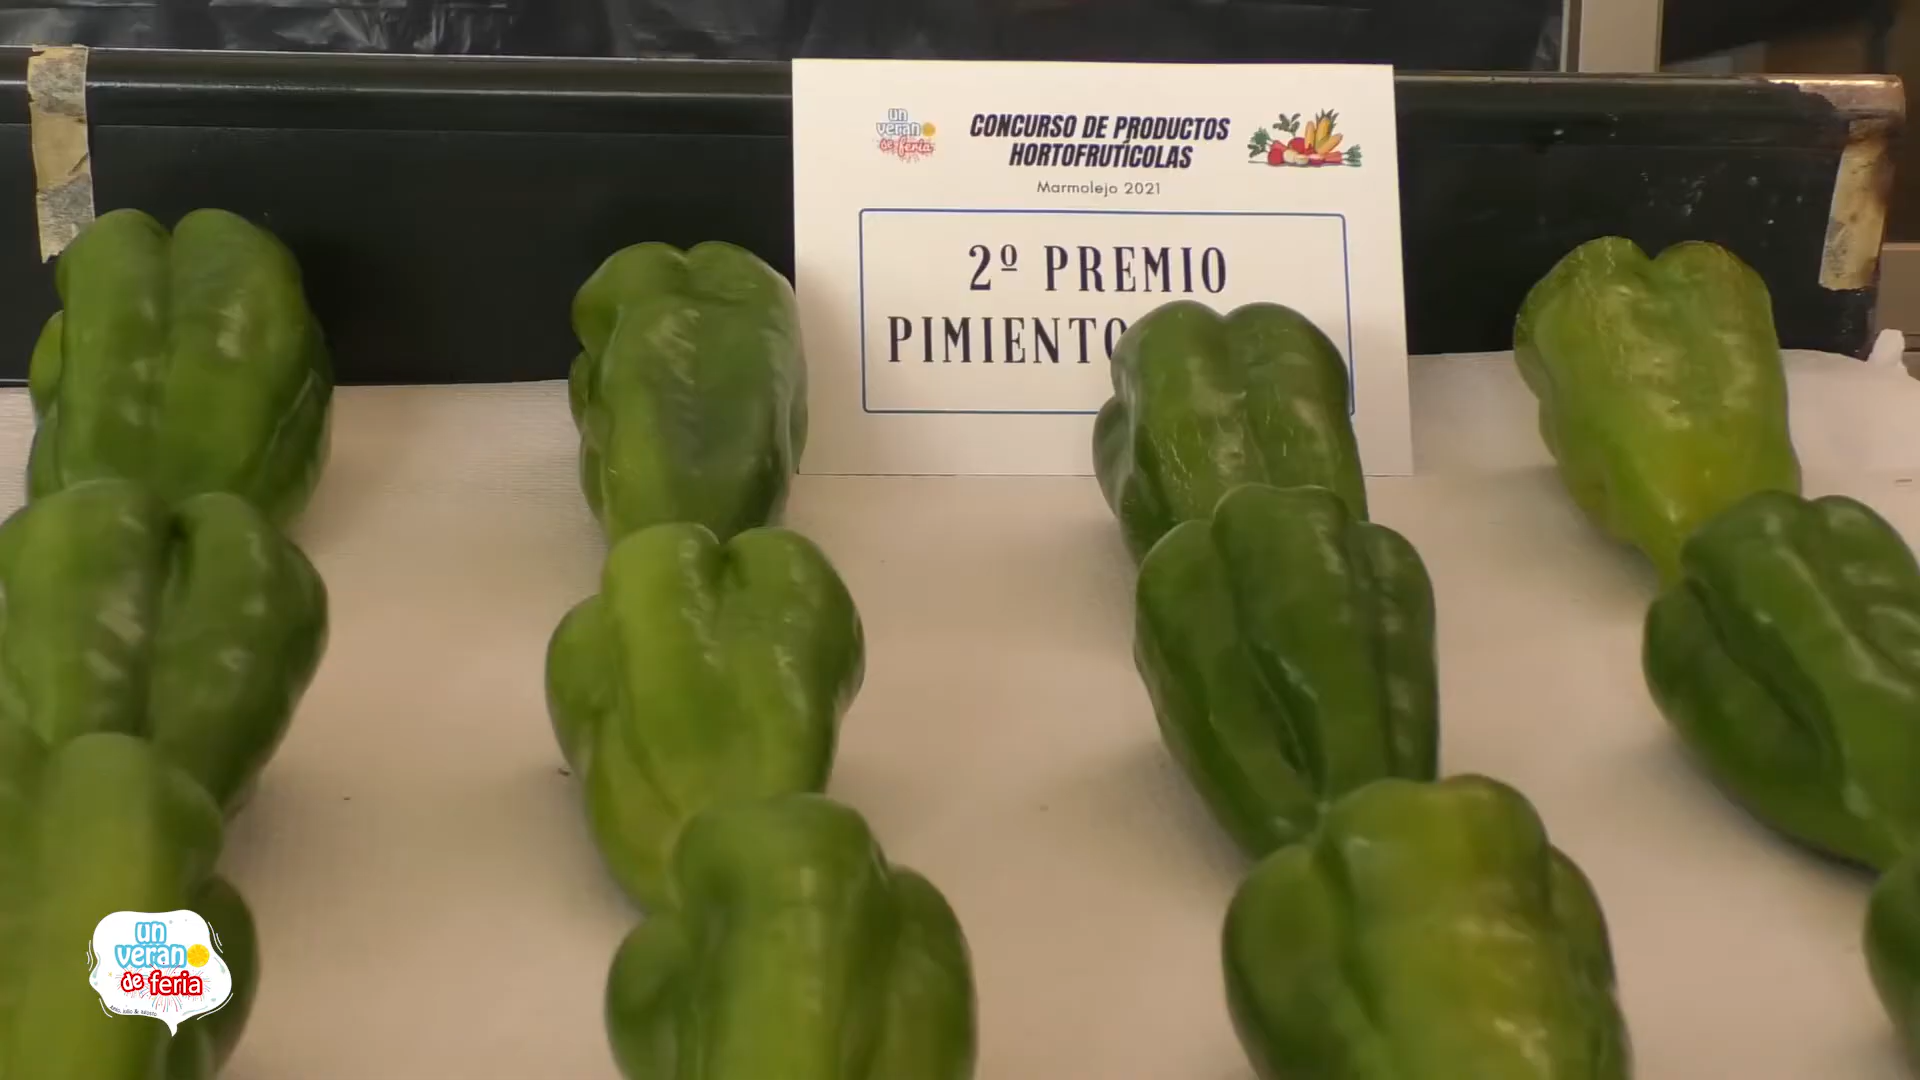 un
verano
de feria
CONCURSO DE PRODUCTOS
HORTOFRUTÍCOLAS
Marmolejo 2021
2º PREMIO
PIMIENTO
un
verano
de feria